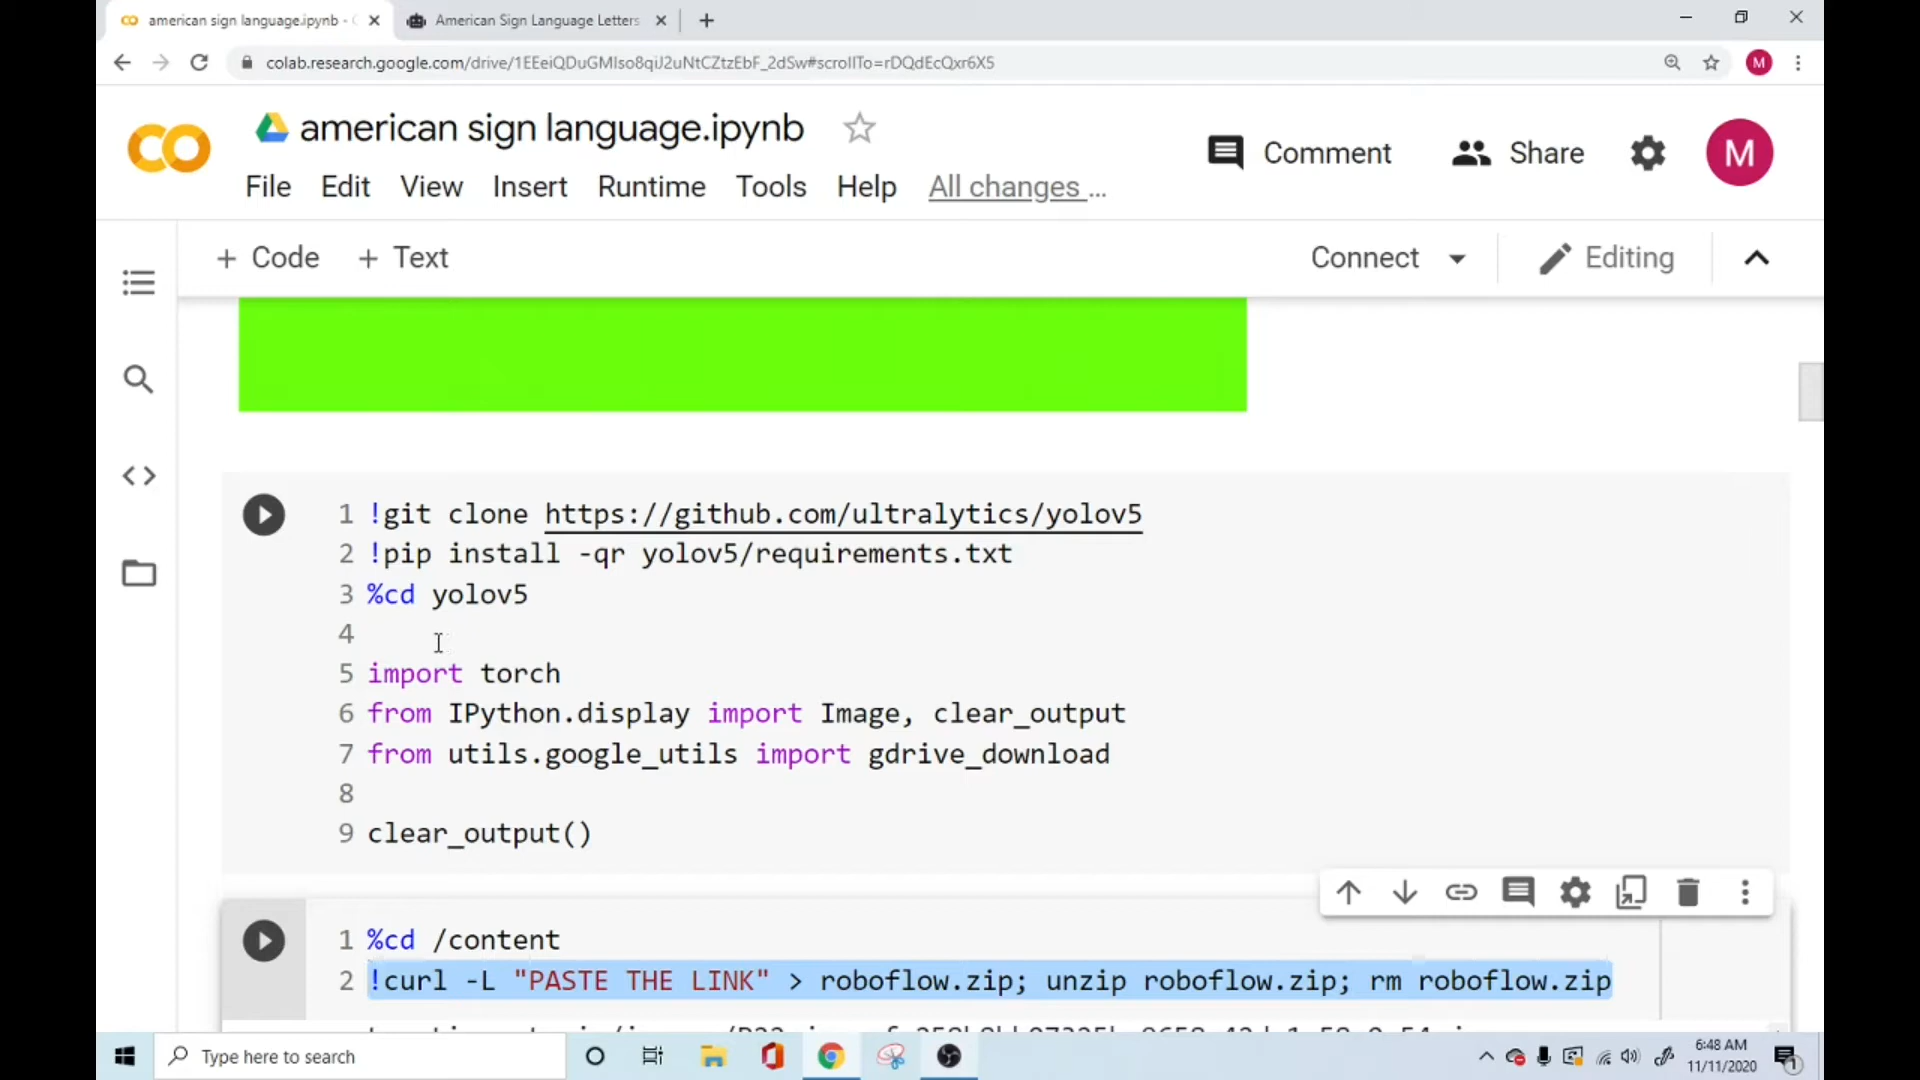 american sign language.ipynb -
American Sign Language Letters
colab.research.google.com/drive/1EEeiQDuGMIso8qiJ2uNtCZtzEbF_2dSw#scrollTo=rDQdEcQxr6X5
M
american sign language.ipynb
Comment
Share
M
File Edit View Insert Runtime Tools Help All changes ...
+ Code + Text
Connect
Editing
1 !git clone https://github.com/ultralytics/yolov5
2 !pip install -qr yolov5/requirements.txt
3 %cd yolov5
4
5 import torch
6 from IPython.display import Image, clear_output
7 from utils.google_utils import gdrive_download
8
9 clear_output()
1 %cd /content
2 !curl -L "PASTE THE LINK" > roboflow.zip; unzip roboflow.zip; rm roboflow.zip
Type here to search
6:48 AM
11/11/2020
1